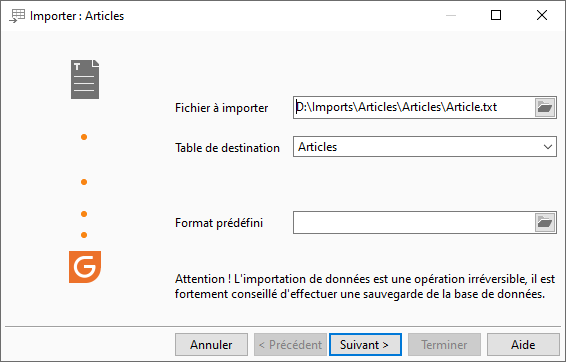 Importer : Articles
T
Fichier à importer
D:\Imports\Articles\Articles\Article.txt
Table de destination
Articles
Format prédéfini
G
Attention ! L'importation de données est une opération irréversible, il est
fortement conseillé d'effectuer une sauvegarde de la base de données.
Annuler
< Précédent
Suivant >
Terminer
Aide